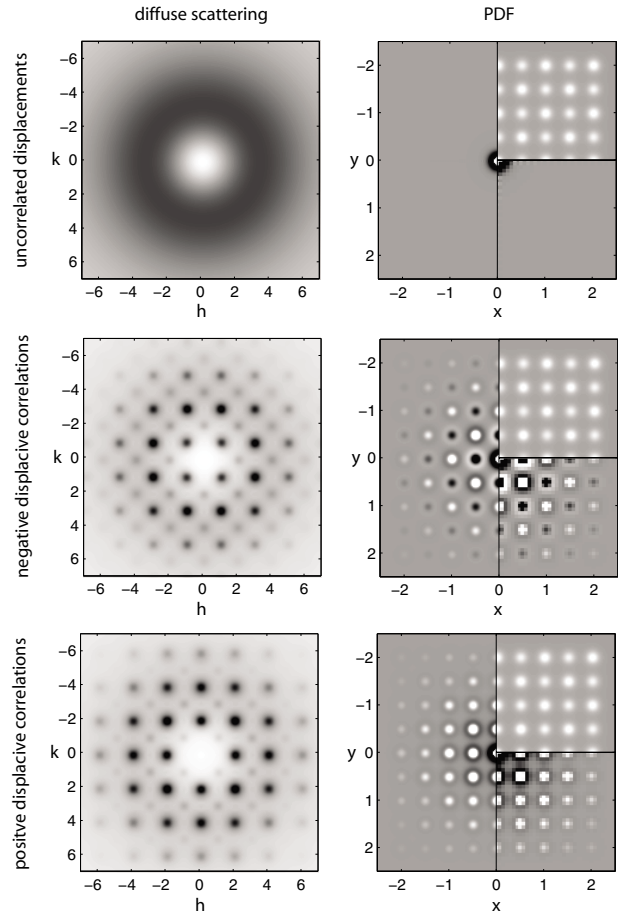 diffuse scattering
PDF
uncorrelated displacements
-6
-4
-2
k 0
2
4
6
-6 -4 -2 0 2 4 6
h
-2
-1
y 0
1
2
-2 -1 0 1 2
x
negative displacive correlations
-6
-4
-2
k 0
2
4
6
-6 -4 -2 0 2 4 6
h
-2
-1
y 0
1
2
-2 -1 0 1 2
x
positve displacive correlations
-6
-4
-2
k 0
2
4
6
-6 -4 -2 0 2 4 6
h
-2
-1
y 0
1
2
-2 -1 0 1 2
x